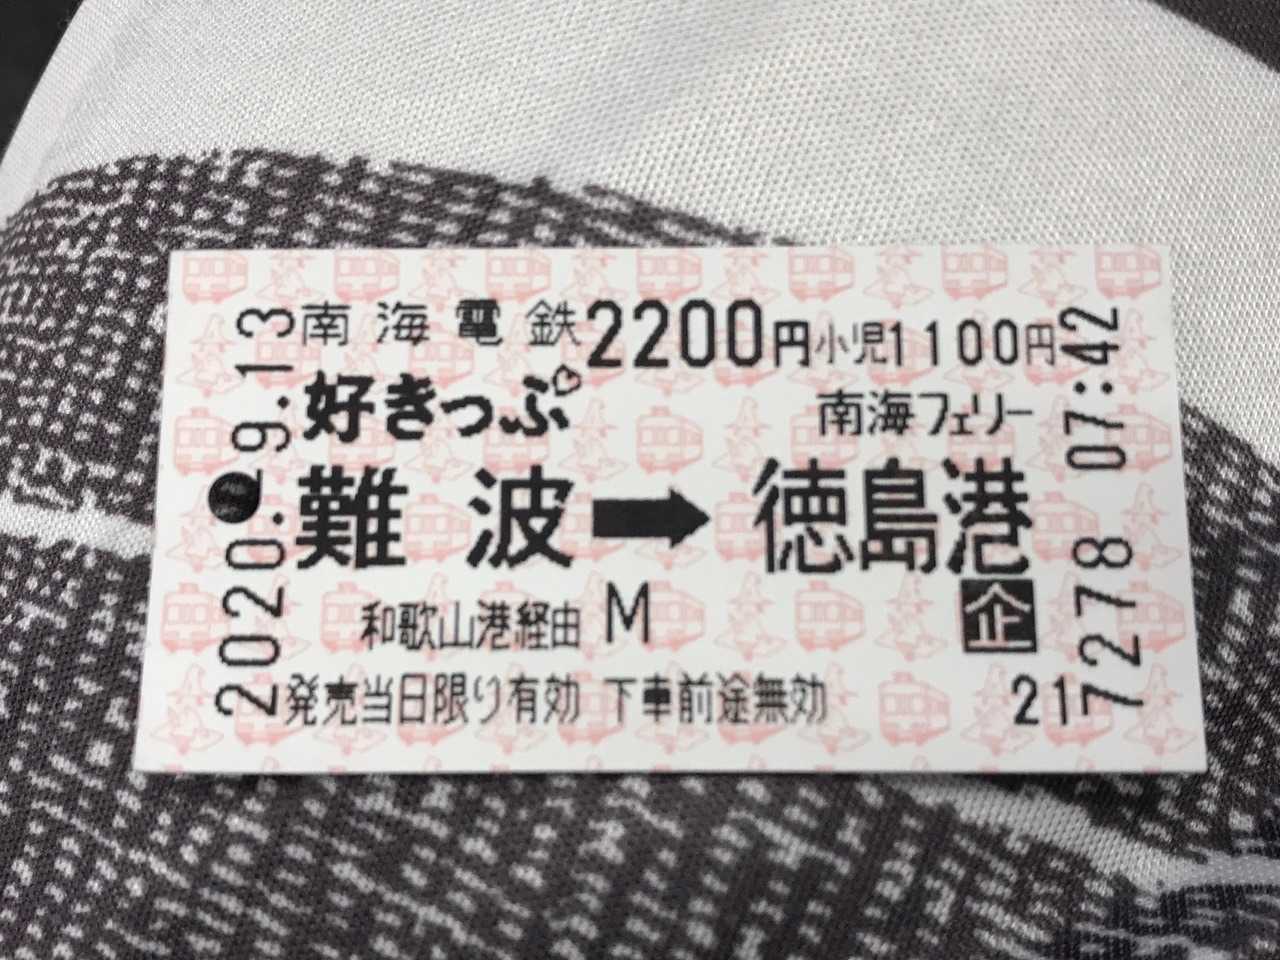 南海電鉄2200円小児1100円
好きっぷ♡ 南海フェリー
難波➡徳島港
和歌山港経由 M 企
発売当日限り有効 下車前途無効 21
2020.-9.13
7278 07:42